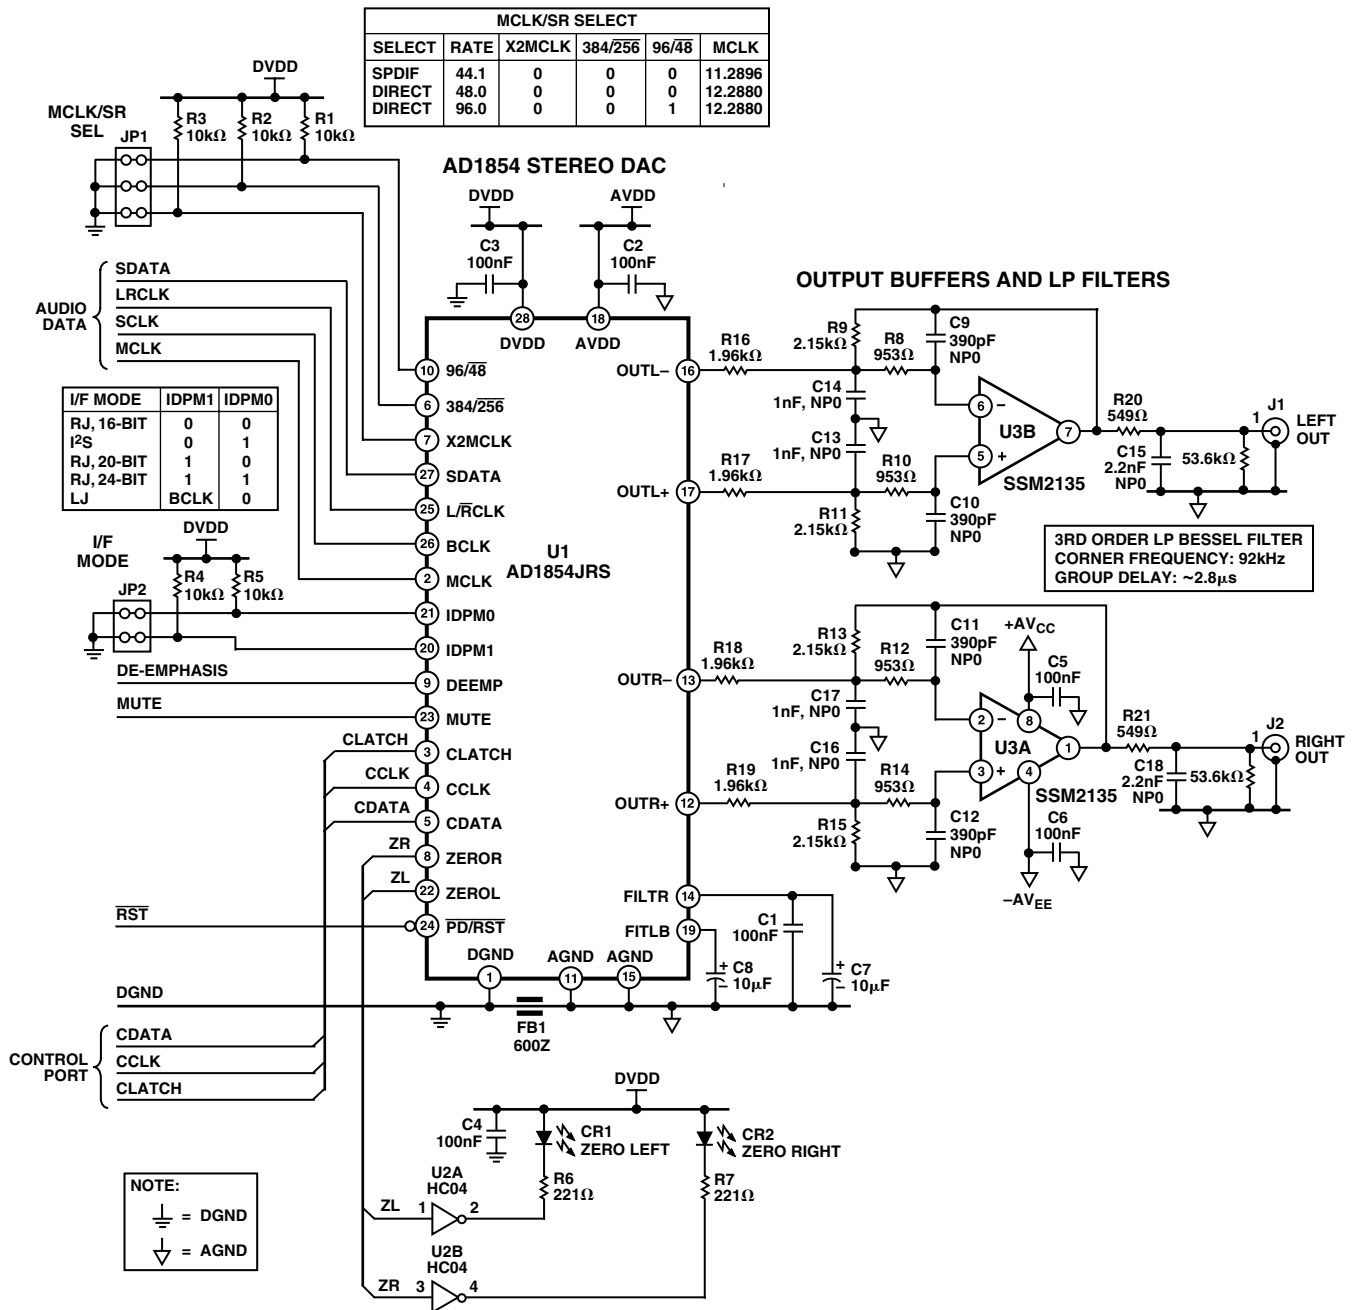 MCLK/SR SELECT
SELECT RATE X2MCLK 384/256 96/48 MCLK
SPDIF 44.1 0 0 0 11.2896
DIRECT 48.0 0 0 0 12.2880
DIRECT 96.0 0 0 1 12.2880
DVDD
MCLK/SR
SEL
JP1
R3
10kΩ
R2
10kΩ
R1
10kΩ
AD1854 STEREO DAC
DVDD
AVDD
C3
100nF
C2
100nF
AUDIO
DATA
SDATA
LRCLK
SCLK
MCLK
OUTPUT BUFFERS AND LP FILTERS
I/F MODE IDPM1 IDPM0
RJ, 16-BIT 0 0
I²S 0 1
RJ, 20-BIT 1 0
RJ, 24-BIT 1 1
LJ BCLK 0
I/F
MODE
DVDD
JP2
R4
10kΩ
R5
10kΩ
DE-EMPHASIS
MUTE
CLATCH
CCLK
CDATA
ZR
ZL
RST
28
DVDD
18
AVDD
10 96/48
6 384/256
7 X2MCLK
27 SDATA
25 L/RCLK
26 BCLK
2 MCLK
21 IDPM0
20 IDPM1
9 DEEMP
23 MUTE
3 CLATCH
4 CCLK
5 CDATA
8 ZEROR
22 ZEROL
24 PD/RST
U1
AD1854JRS
OUTL– 16
OUTL+ 17
OUTR– 13
OUTR+ 12
FILTR 14
FITLB 19
DGND
1
AGND
11
AGND
15
R16
1.96kΩ
R9
2.15kΩ
R8
953Ω
C9
390pF
NP0
C14
1nF, NP0
C13
1nF, NP0
R17
1.96kΩ
R10
953Ω
R11
2.15kΩ
C10
390pF
NP0
6 –
5 +
U3B
7
SSM2135
R20
549Ω
C15
2.2nF
NP0
53.6kΩ
1
J1
LEFT
OUT
3RD ORDER LP BESSEL FILTER
CORNER FREQUENCY: 92kHz
GROUP DELAY: ~2.8µs
R18
1.96kΩ
R13
2.15kΩ
R12
953Ω
C11
390pF
NP0
C17
1nF, NP0
C16
1nF, NP0
R19
1.96kΩ
R14
953Ω
R15
2.15kΩ
C12
390pF
NP0
+AVCC
C5
100nF
2 –
8
U3A
1
3 +
4
SSM2135
C6
100nF
–AVEE
R21
549Ω
C18
2.2nF
NP0
53.6kΩ
1
J2
RIGHT
OUT
C1
100nF
+
–
C8
10µF
+
–
C7
10µF
DGND
FB1
600Z
CONTROL
PORT
CDATA
CCLK
CLATCH
DVDD
C4
100nF
CR1
ZERO LEFT
CR2
ZERO RIGHT
R6
221Ω
R7
221Ω
U2A
HC04
ZL 1 2
U2B
HC04
ZR 3 4
NOTE:
= DGND
= AGND